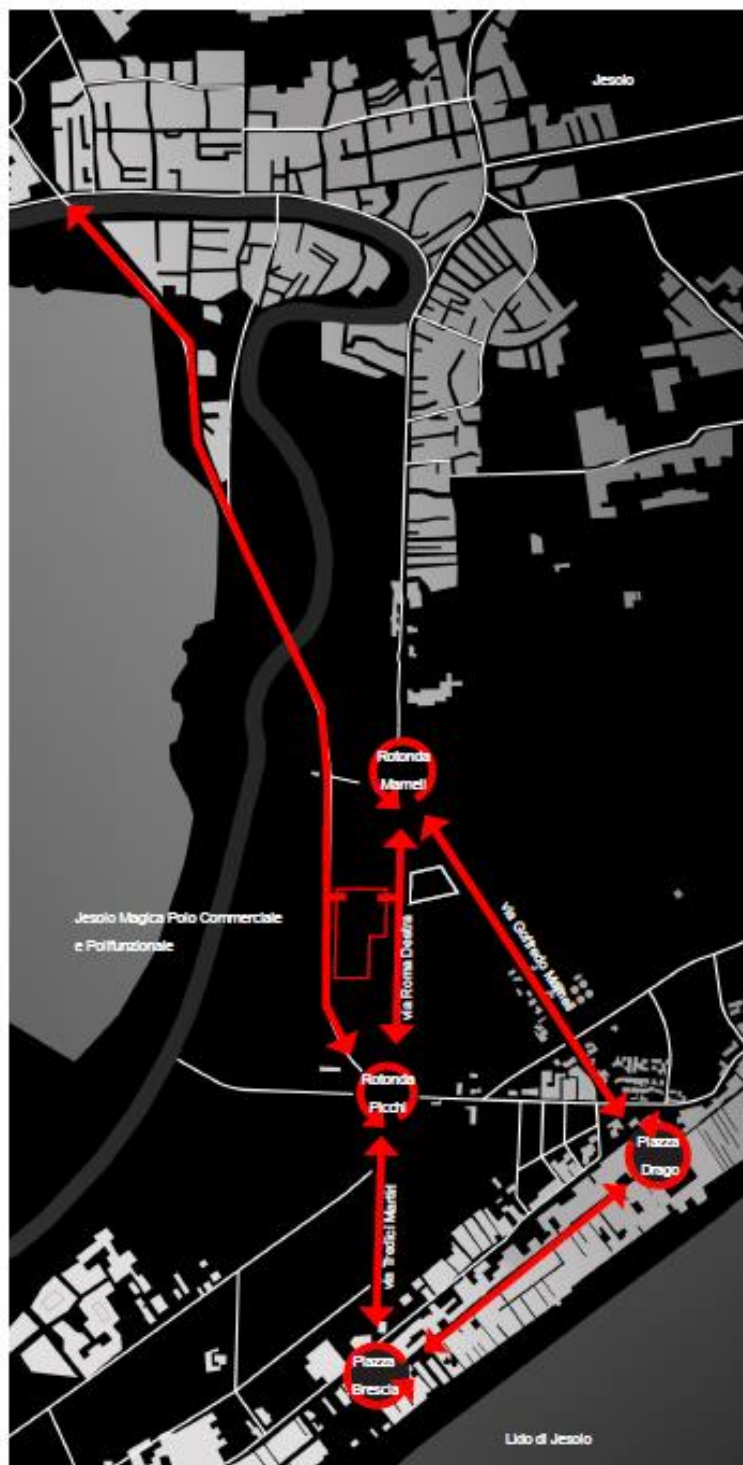 Jesolo
Rotonda
Mameli
Jesolo Magica Polo Commerciale
e Polifunzionale
via Roma Destra
via Goffredo Mameli
Rotonda
Picchi
Piazza
Drago
via Tredici Martiri
Piazza
Brescia
Lido di Jesolo